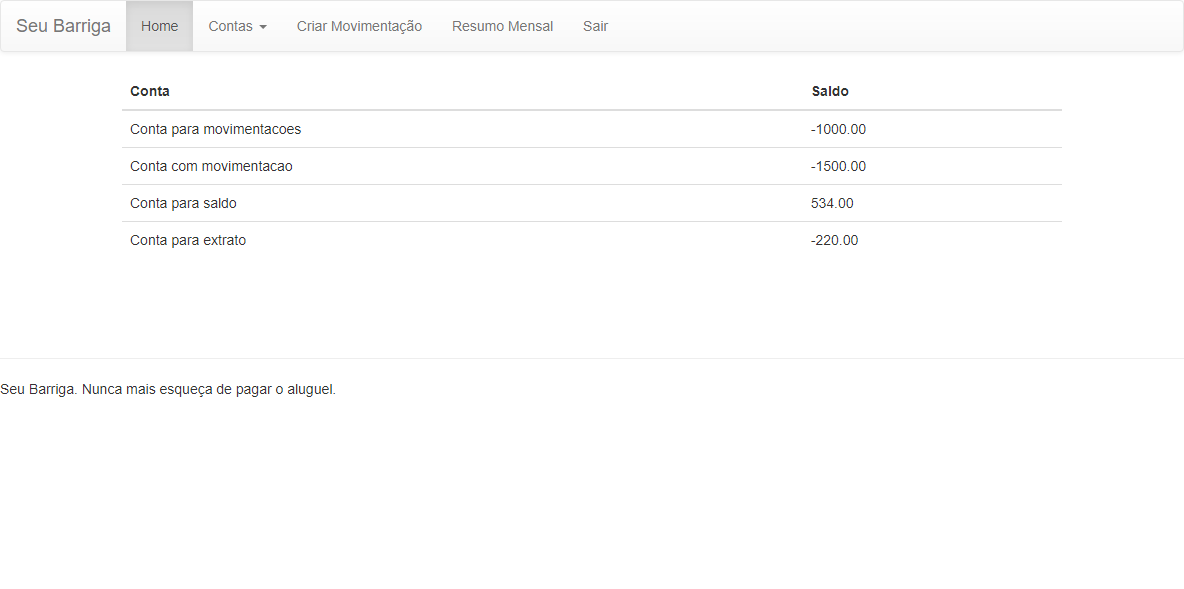 Seu Barriga Home Contas Criar Movimentação Resumo Mensal Sair
Conta Saldo
Conta para movimentacoes -1000.00
Conta com movimentacao -1500.00
Conta para saldo 534.00
Conta para extrato -220.00
Seu Barriga. Nunca mais esqueça de pagar o aluguel.